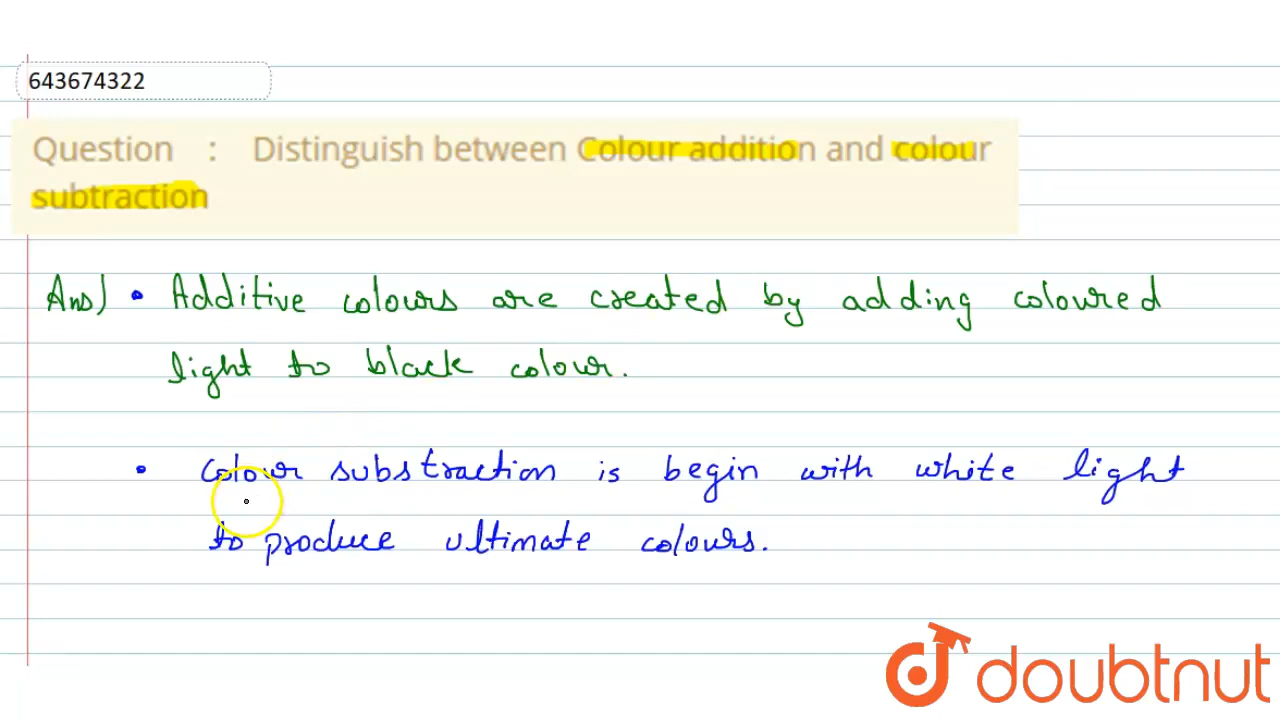 643674322
Question : Distinguish between Colour addition and colour
subtraction
Ans) • Additive colours are created by adding coloured
light to black colour.
• Colour substraction is begin with white light
to produce ultimate colours.
doubtnut